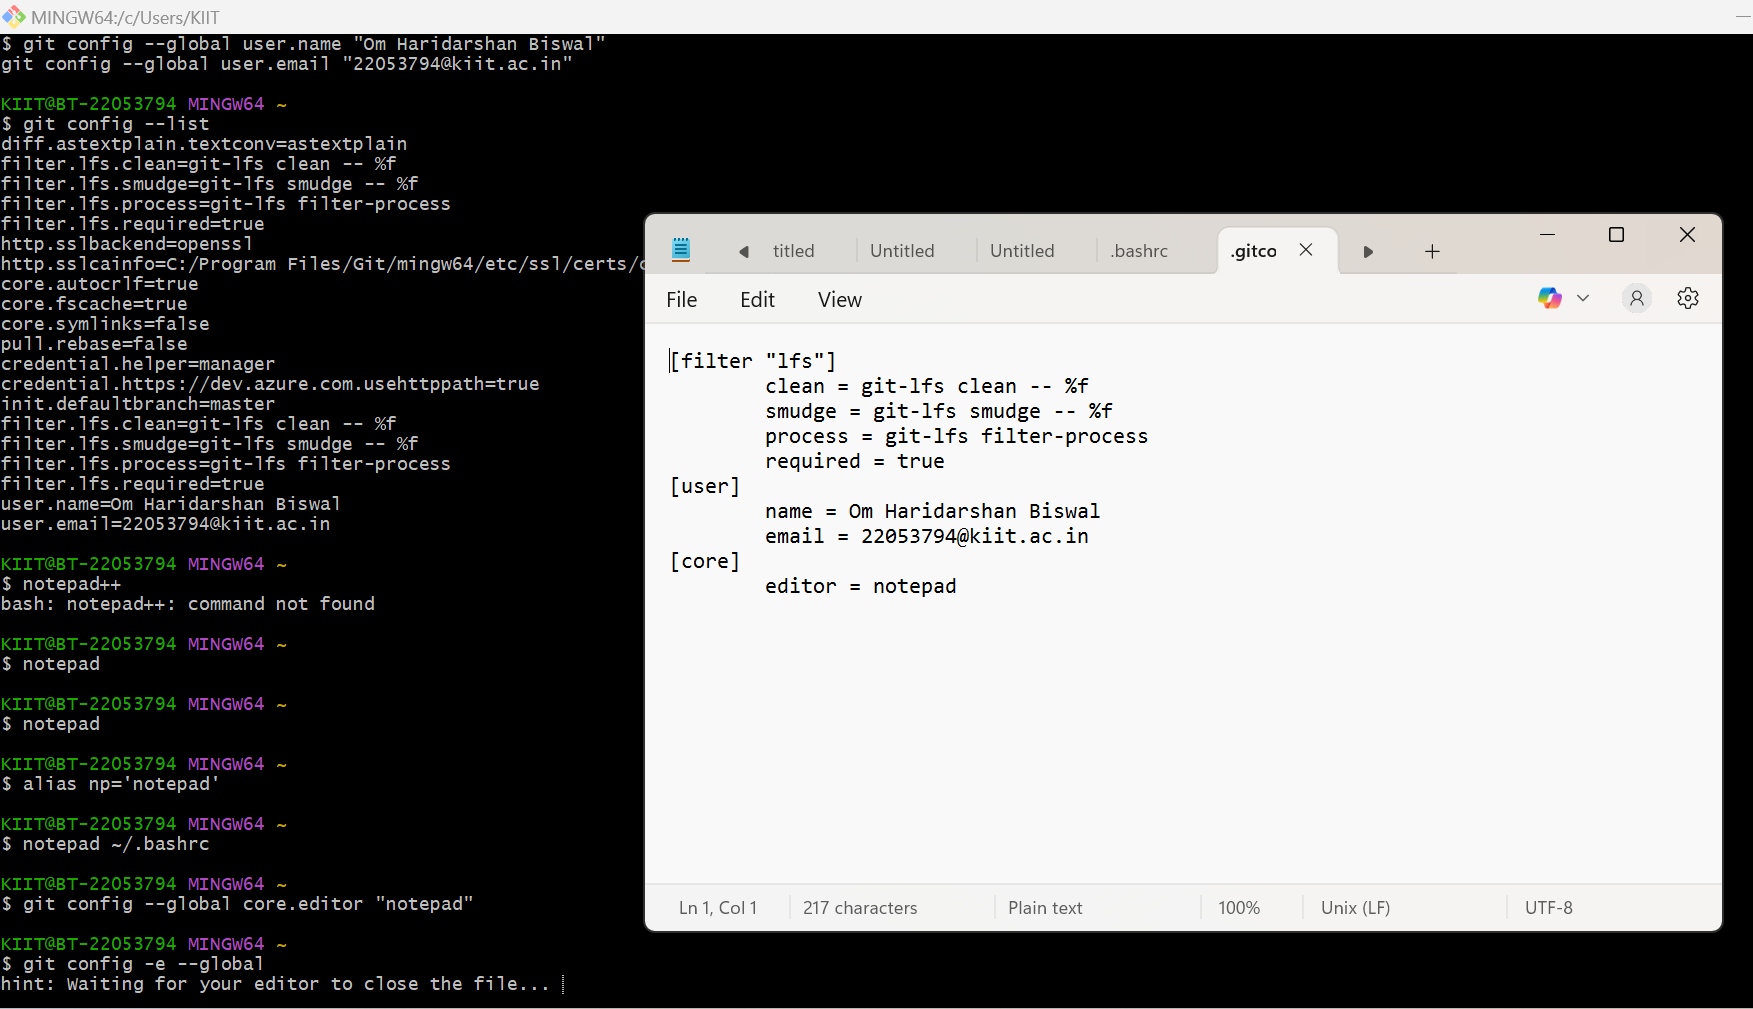 MINGW64:/c/Users/KIIT
$ git config --global user.name "Om Haridarshan Biswal"
git config --global user.email "22053794@kiit.ac.in"
KIIT@BT-22053794 MINGW64 ~
$ git config --list
diff.astextplain.textconv=astextplain
filter.lfs.clean=git-lfs clean -- %f
filter.lfs.smudge=git-lfs smudge -- %f
filter.lfs.process=git-lfs filter-process
filter.lfs.required=true
http.sslbackend=openssl
http.sslcainfo=C:/Program Files/Git/mingw64/etc/ssl/certs/
core.autocrlf=true
core.fscache=true
core.symlinks=false
pull.rebase=false
credential.helper=manager
credential.https://dev.azure.com.usehttppath=true
init.defaultbranch=master
filter.lfs.clean=git-lfs clean -- %f
filter.lfs.smudge=git-lfs smudge -- %f
filter.lfs.process=git-lfs filter-process
filter.lfs.required=true
user.name=Om Haridarshan Biswal
user.email=22053794@kiit.ac.in
KIIT@BT-22053794 MINGW64 ~
$ notepad++
bash: notepad++: command not found
KIIT@BT-22053794 MINGW64 ~
$ notepad
KIIT@BT-22053794 MINGW64 ~
$ notepad
KIIT@BT-22053794 MINGW64 ~
$ alias np='notepad'
KIIT@BT-22053794 MINGW64 ~
$ notepad ~/.bashrc
KIIT@BT-22053794 MINGW64 ~
$ git config --global core.editor "notepad"
KIIT@BT-22053794 MINGW64 ~
$ git config -e --global
hint: Waiting for your editor to close the file...
titled Untitled Untitled .bashrc .gitco
File Edit View
[filter "lfs"]
clean = git-lfs clean -- %f
smudge = git-lfs smudge -- %f
process = git-lfs filter-process
required = true
[user]
name = Om Haridarshan Biswal
email = 22053794@kiit.ac.in
[core]
editor = notepad
Ln 1, Col 1 217 characters Plain text 100% Unix (LF) UTF-8